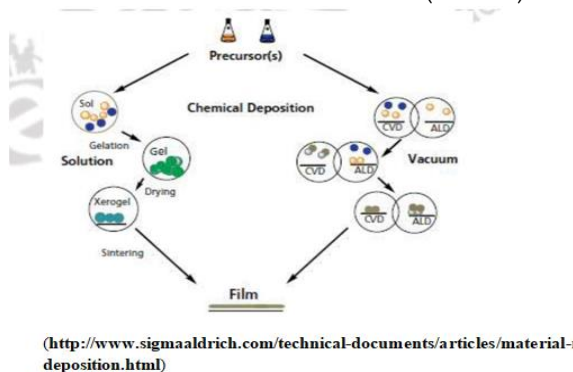 Precursor(s)
Sol
Chemical Deposition
CVD ALD
Gelation
Solution
Gel
CVD ALD
Vacuum
Drying
Xerogel
CVD ALD
Sintering
Film
(http://www.sigmaaldrich.com/technical-documents/articles/material-
deposition.html)